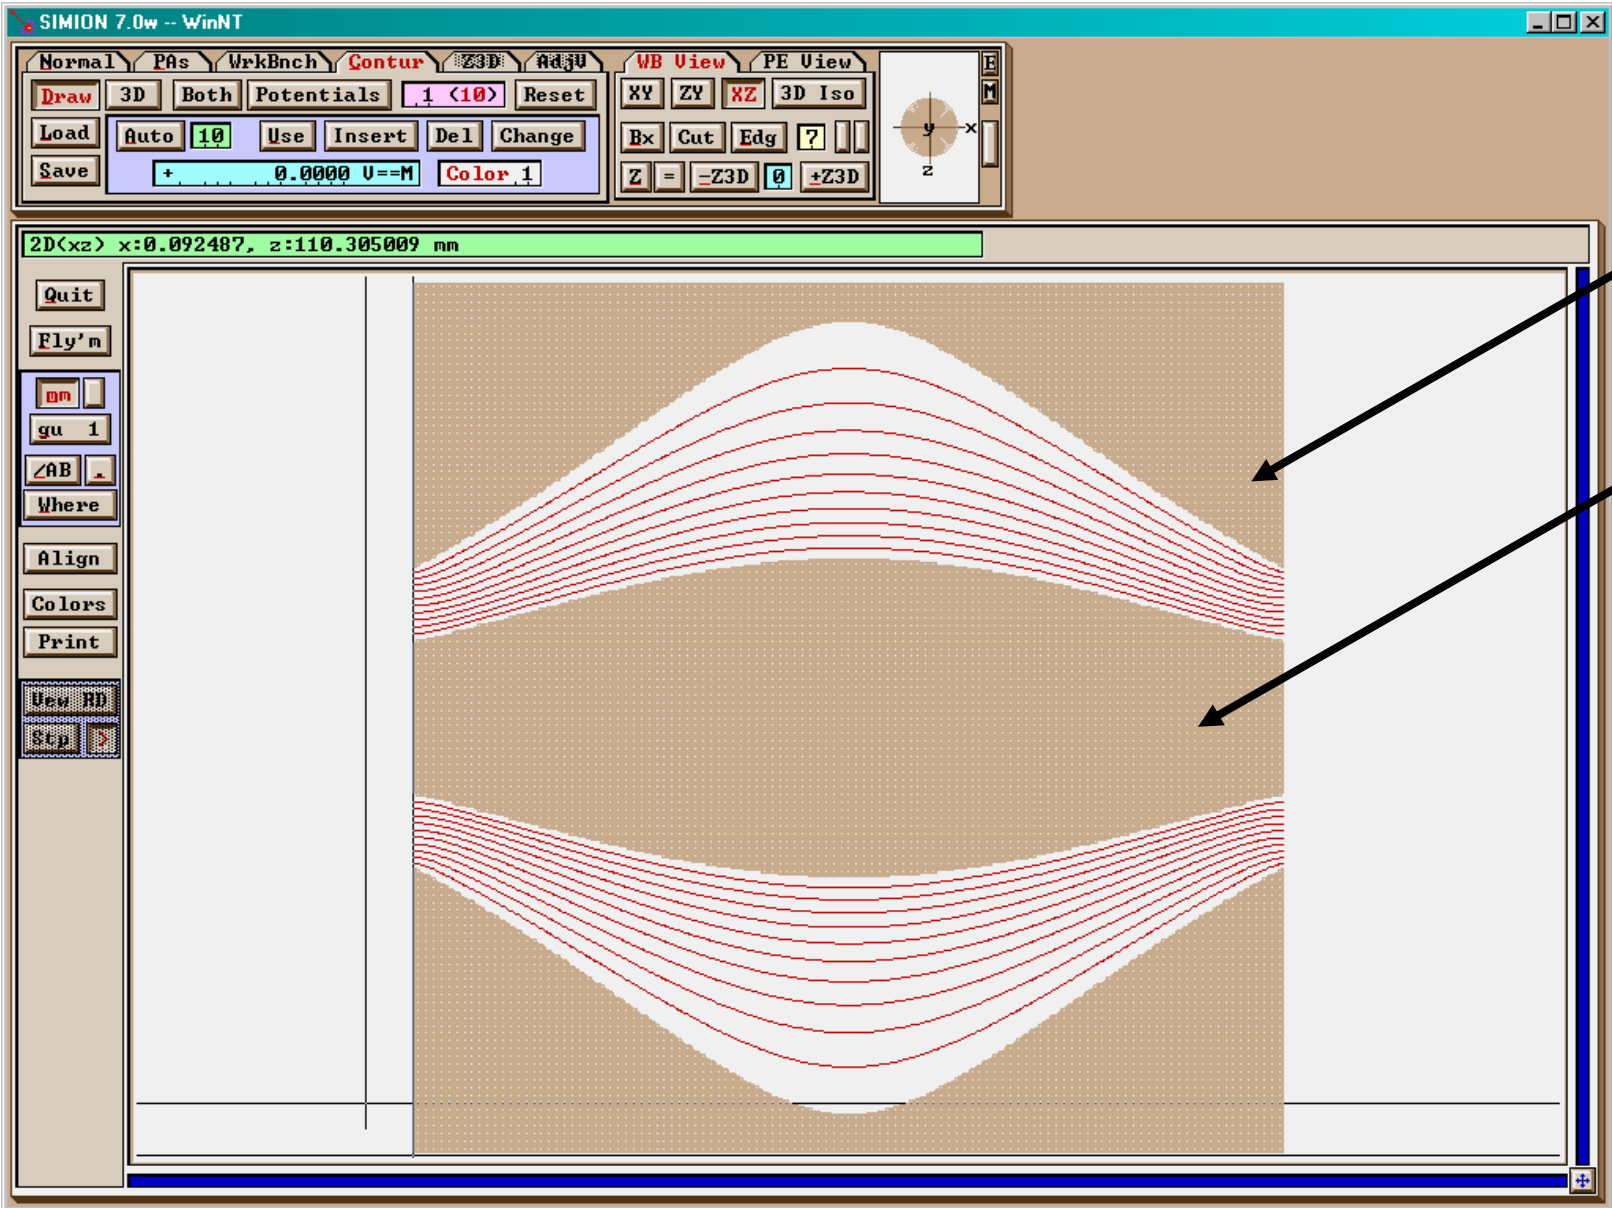 SIMION 7.0w -- WinNT
Normal PAs WrkBnch Contur Z3D AdjV WB View PE View E
Draw 3D Both Potentials 1 (10) Reset XY ZY XZ 3D Iso M
Load Auto 10 Use Insert Del Change Bx Cut Edg ? y x
Save + 0.0000 V==M Color 1 Z = -Z3D 0 +Z3D z
2D(xz) x:0.092487, z:110.305009 mm
Quit
Fly'm
mm
gu 1
∠AB .
Where
Align
Colors
Print
Vew RD
Stp >